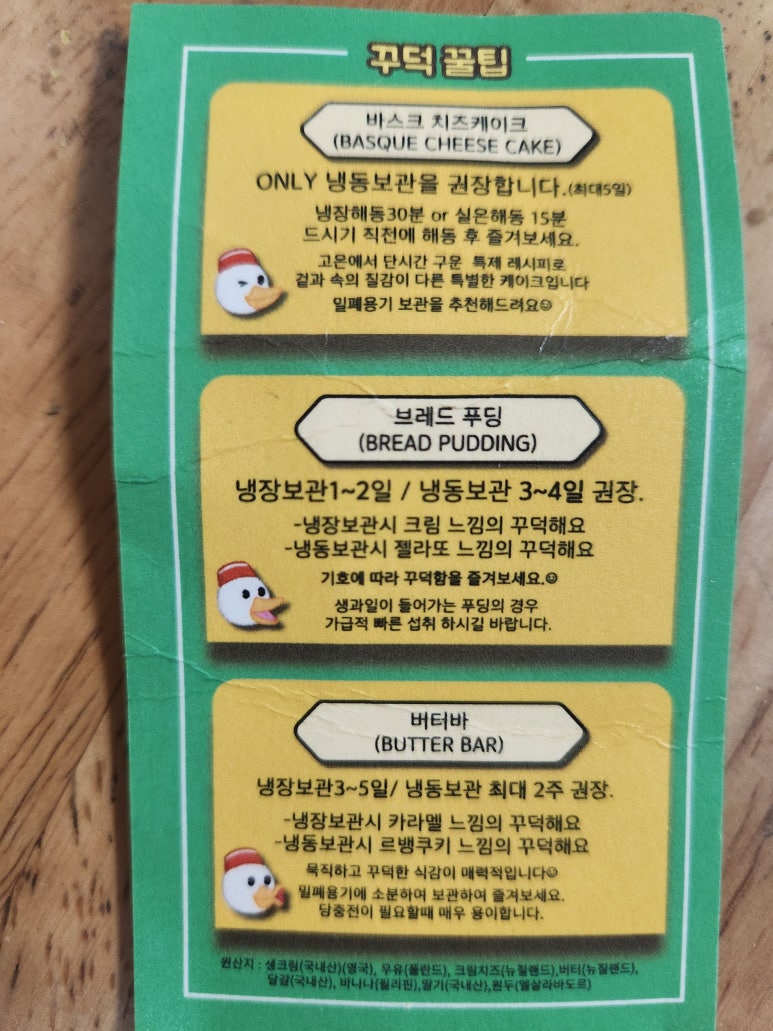 꾸덕 꿀팁
바스크 치즈케이크
(BASQUE CHEESE CAKE)
ONLY 냉동보관을 권장합니다.(최대5일)
냉장해동30분 or 실온해동 15분
드시기 직전에 해동 후 즐겨보세요.
고온에서 단시간 구운 특제 레시피로
겉과 속의 질감이 다른 특별한 케이크입니다
밀폐용기 보관을 추천해드려요☺
브레드 푸딩
(BREAD PUDDING)
냉장보관1~2일 / 냉동보관 3~4일 권장.
-냉장보관시 크림 느낌의 꾸덕해요
-냉동보관시 젤라또 느낌의 꾸덕해요
기호에 따라 꾸덕함을 즐겨보세요.☺
생과일이 들어가는 푸딩의 경우
가급적 빠른 섭취 하시길 바랍니다.
버터바
(BUTTER BAR)
냉장보관3~5일/ 냉동보관 최대 2주 권장.
-냉장보관시 카라멜 느낌의 꾸덕해요
-냉동보관시 르뱅쿠키 느낌의 꾸덕해요
묵직하고 꾸덕한 식감이 매력적입니다☺
밀폐용기에 소분하여 보관하여 즐겨보세요.
당충전이 필요할때 매우 용이합니다.
원산지 : 생크림(국내산)(영국), 우유(폴란드), 크림치즈(뉴질랜드),버터(뉴질랜드),
달걀(국내산), 바나나(필리핀),딸기(국내산),원두(엘살라바도르)